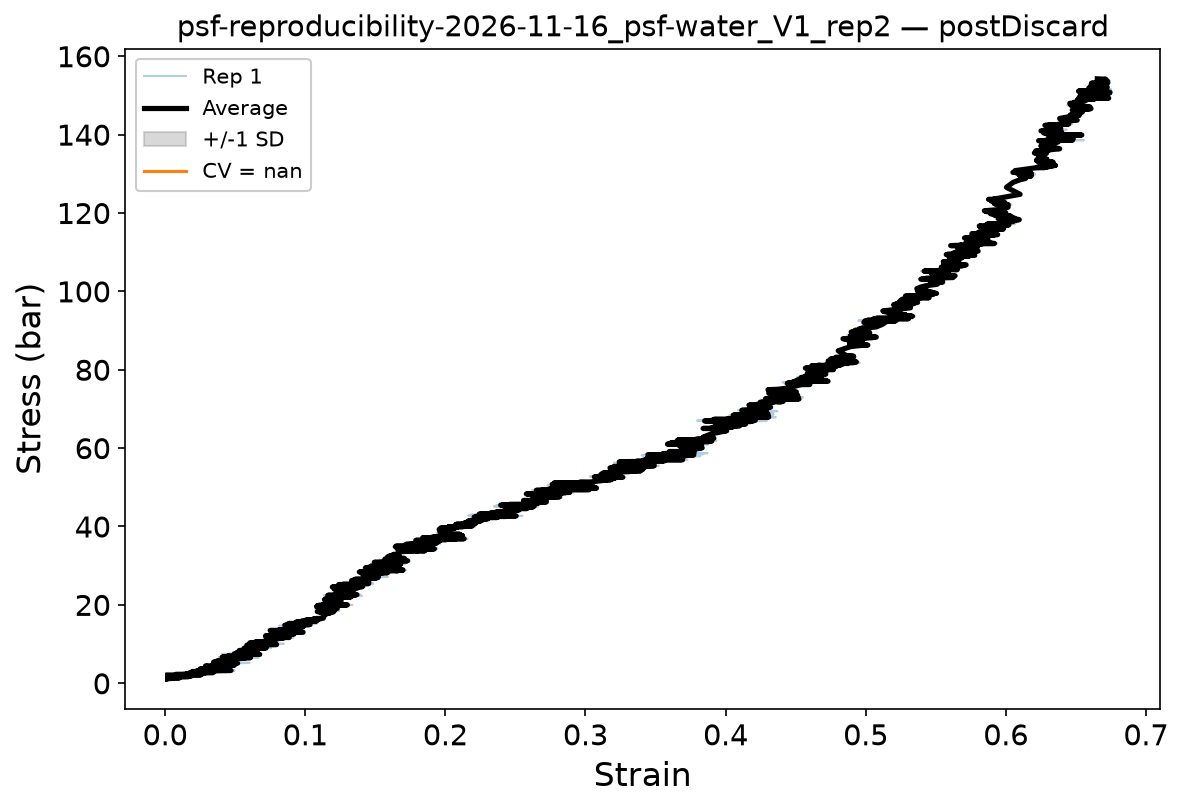 psf-reproducibility-2026-11-16_psf-water_V1_rep2 — postDiscard
Rep 1
Average
+/-1 SD
CV = nan
160
140
120
100
80
60
40
20
0
Stress (bar)
0.0 0.1 0.2 0.3 0.4 0.5 0.6 0.7
Strain